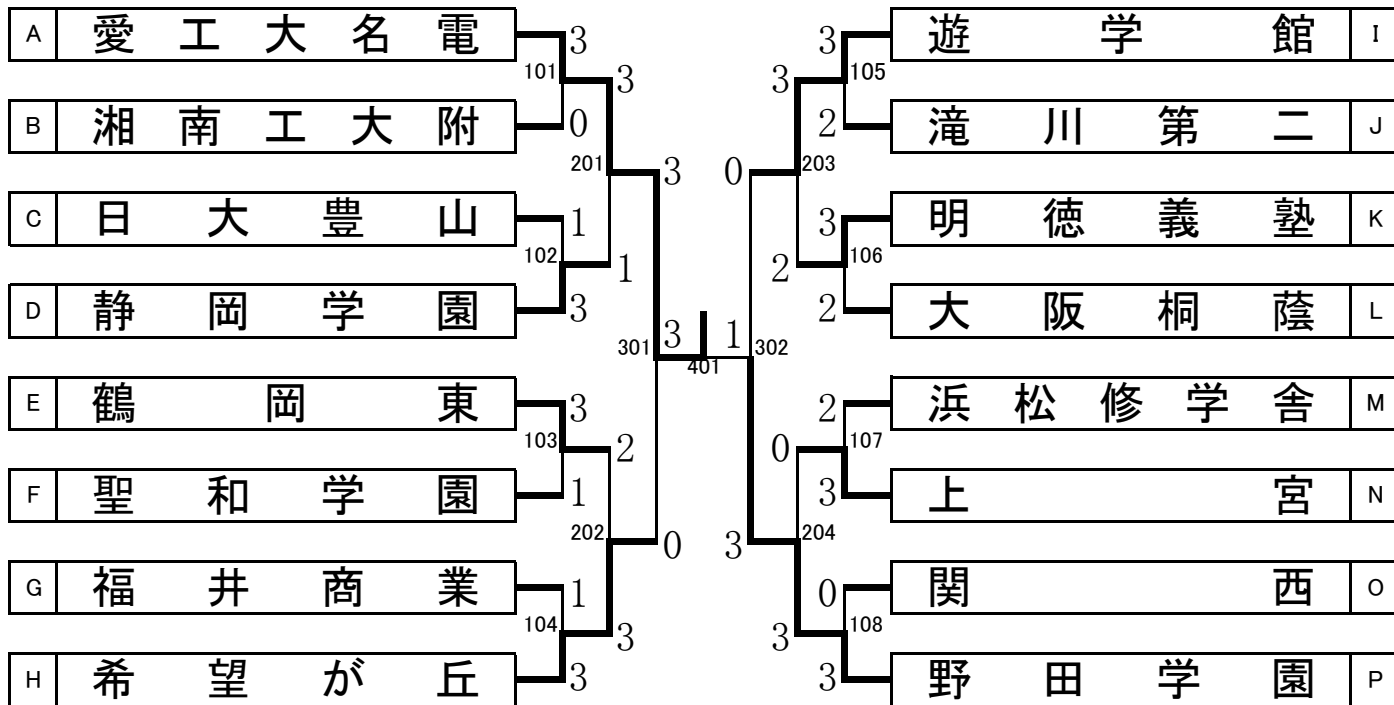 A 愛工大名電 3 3 遊学館 I
101 3 3 105
B 湘南工大附 0 2 滝川第二 J
201 3 0 203
C 日大豊山 1 3 明徳義塾 K
102 1 2 106
D 静岡学園 3 2 大阪桐蔭 L
301 3 401 1 302
E 鶴岡東 3 2 浜松修学舎 M
103 2 0 107
F 聖和学園 1 3 上宮 N
202 0 3 204
G 福井商業 1 0 関西 O
104 3 3 108
H 希望が丘 3 3 野田学園 P